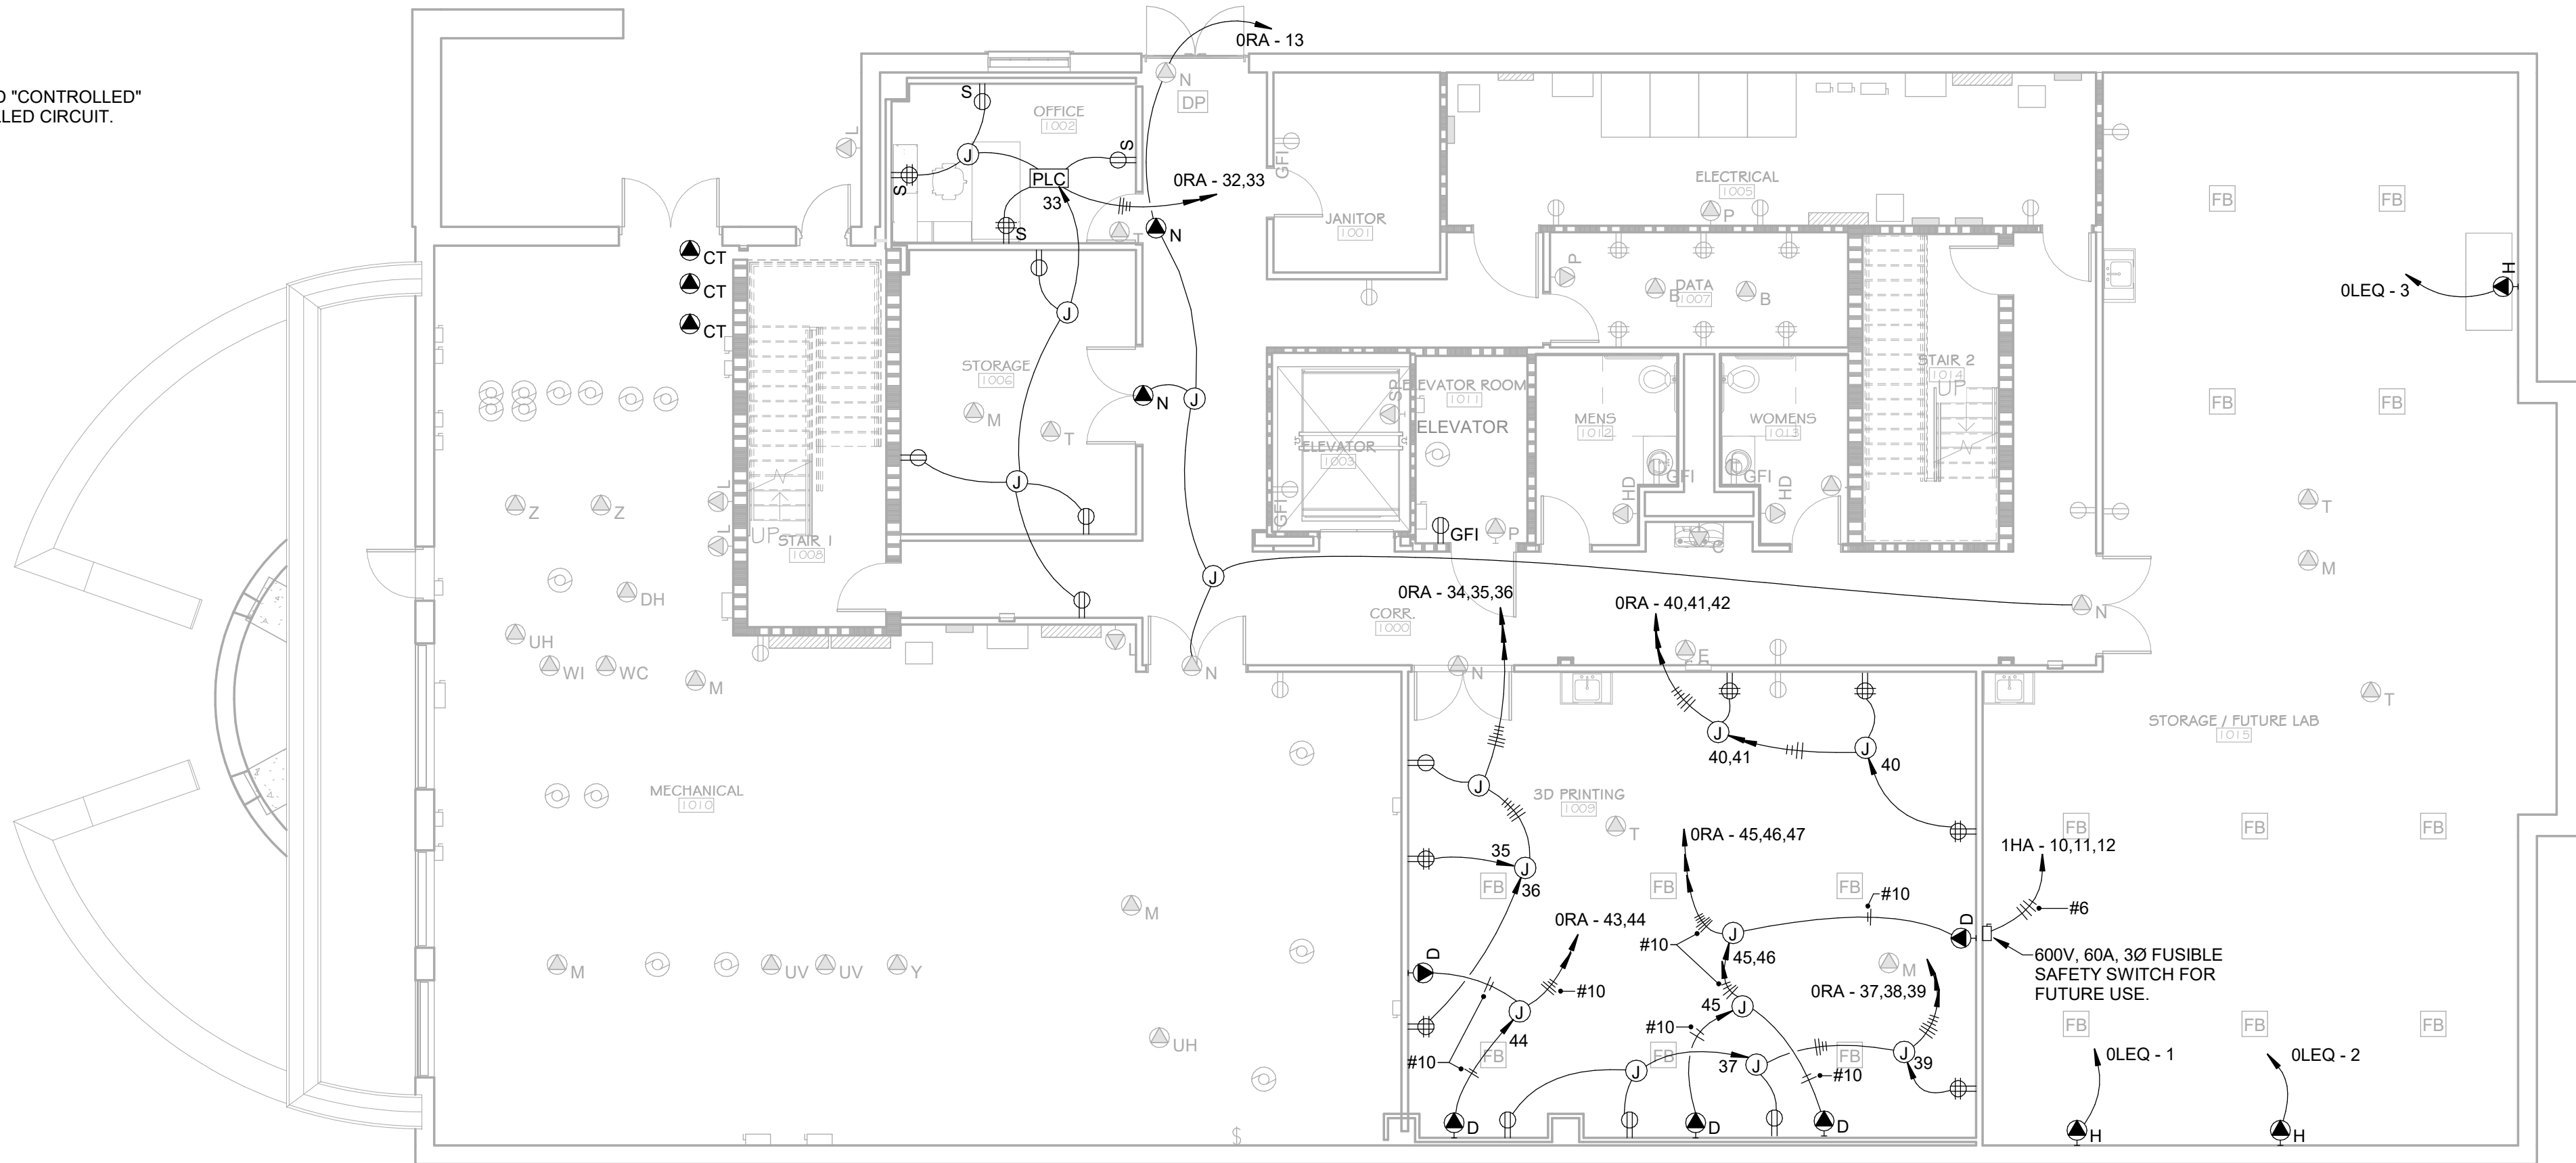 0RA - 13
D "CONTROLLED"
LLED CIRCUIT.
N
DP
S
OFFICE
1002
L
J
S
S
PLC
33
S
T
0RA - 32,33
N
GFI
JANITOR
1001
ELECTRICAL
1005
P
FB
FB
CT
CT
CT
P
DATA
1007
B
B
0LEQ - 3
H
J
STORAGE
1006
M
T
N
J
SP
ELEVATOR ROOM
1011
ELEVATOR
ELEVATOR
1003
MENS
1012
WOMENS
1013
STAIR 2
1014
UP
FB
FB
GFI
GFI
HD
HD
GFI
GFI
P
J
Z
Z
L
L
UP
STAIR 1
1008
T
M
DH
UH
WI
WC
M
L
J
0RA - 34,35,36
CORR.
1000
0RA - 40,41,42
E
N
N
N
T
STORAGE / FUTURE LAB
1015
MECHANICAL
1010
J
40,41
J
40
J
3D PRINTING
1009
T
0RA - 45,46,47
35
J
36
FB
FB
FB
FB
FB
FB
1HA - 10,11,12
#10
#6
M
0RA - 43,44
D
#10
J
45,46
D
600V, 60A, 3Ø FUSIBLE
SAFETY SWITCH FOR
FUTURE USE.
M
UV
UV
Y
M
0RA - 37,38,39
#10
J
44
45
J
#10
FB
FB
FB
UH
#10
FB
FB
FB
J
37
J
#10
J
39
0LEQ - 1
0LEQ - 2
$
D
D
D
H
H